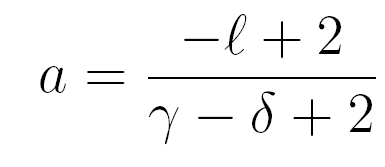 a = \frac{-\ell + 2}{\gamma - \delta + 2}